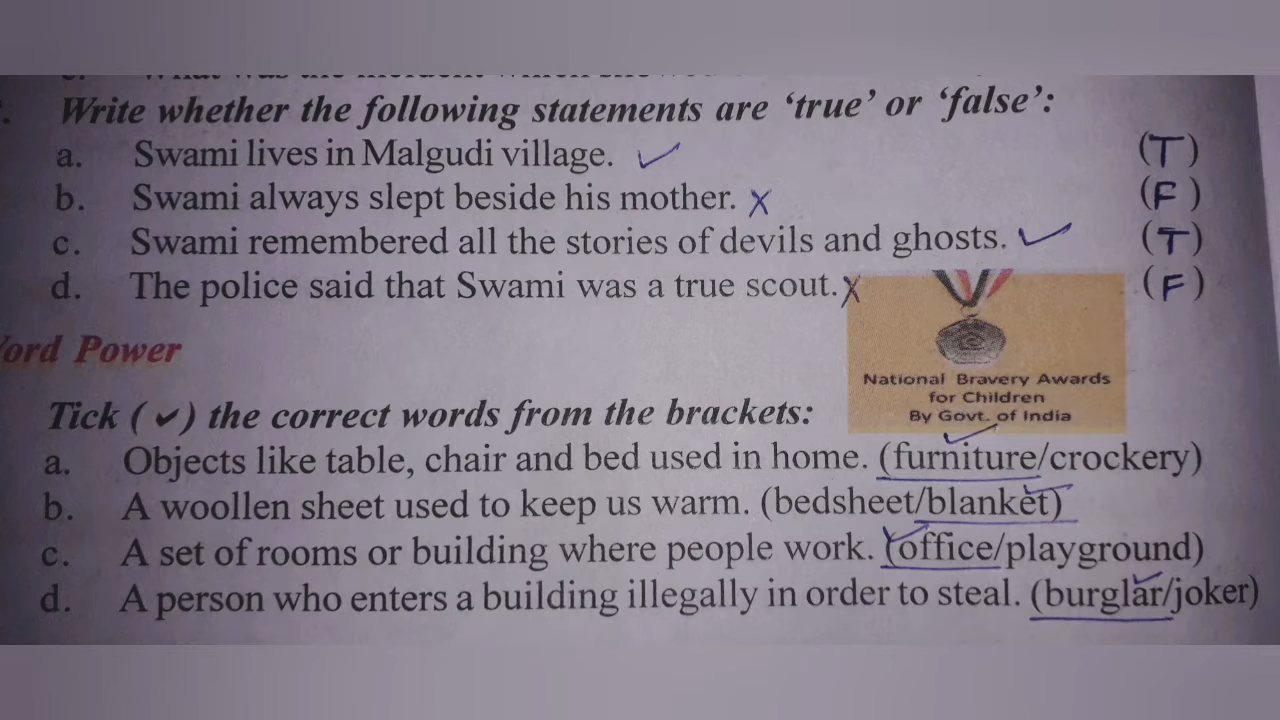 Write whether the following statements are 'true' or 'false':
a. Swami lives in Malgudi village. ✓ (T)
b. Swami always slept beside his mother. x (F)
c. Swami remembered all the stories of devils and ghosts. ✓ (T)
d. The police said that Swami was a true scout. x (F)
ord Power
National Bravery Awards
for Children
By Govt. of India
Tick (✔) the correct words from the brackets:
a. Objects like table, chair and bed used in home. (furniture/crockery)
b. A woollen sheet used to keep us warm. (bedsheet/blanket)
c. A set of rooms or building where people work. (office/playground)
d. A person who enters a building illegally in order to steal. (burglar/joker)